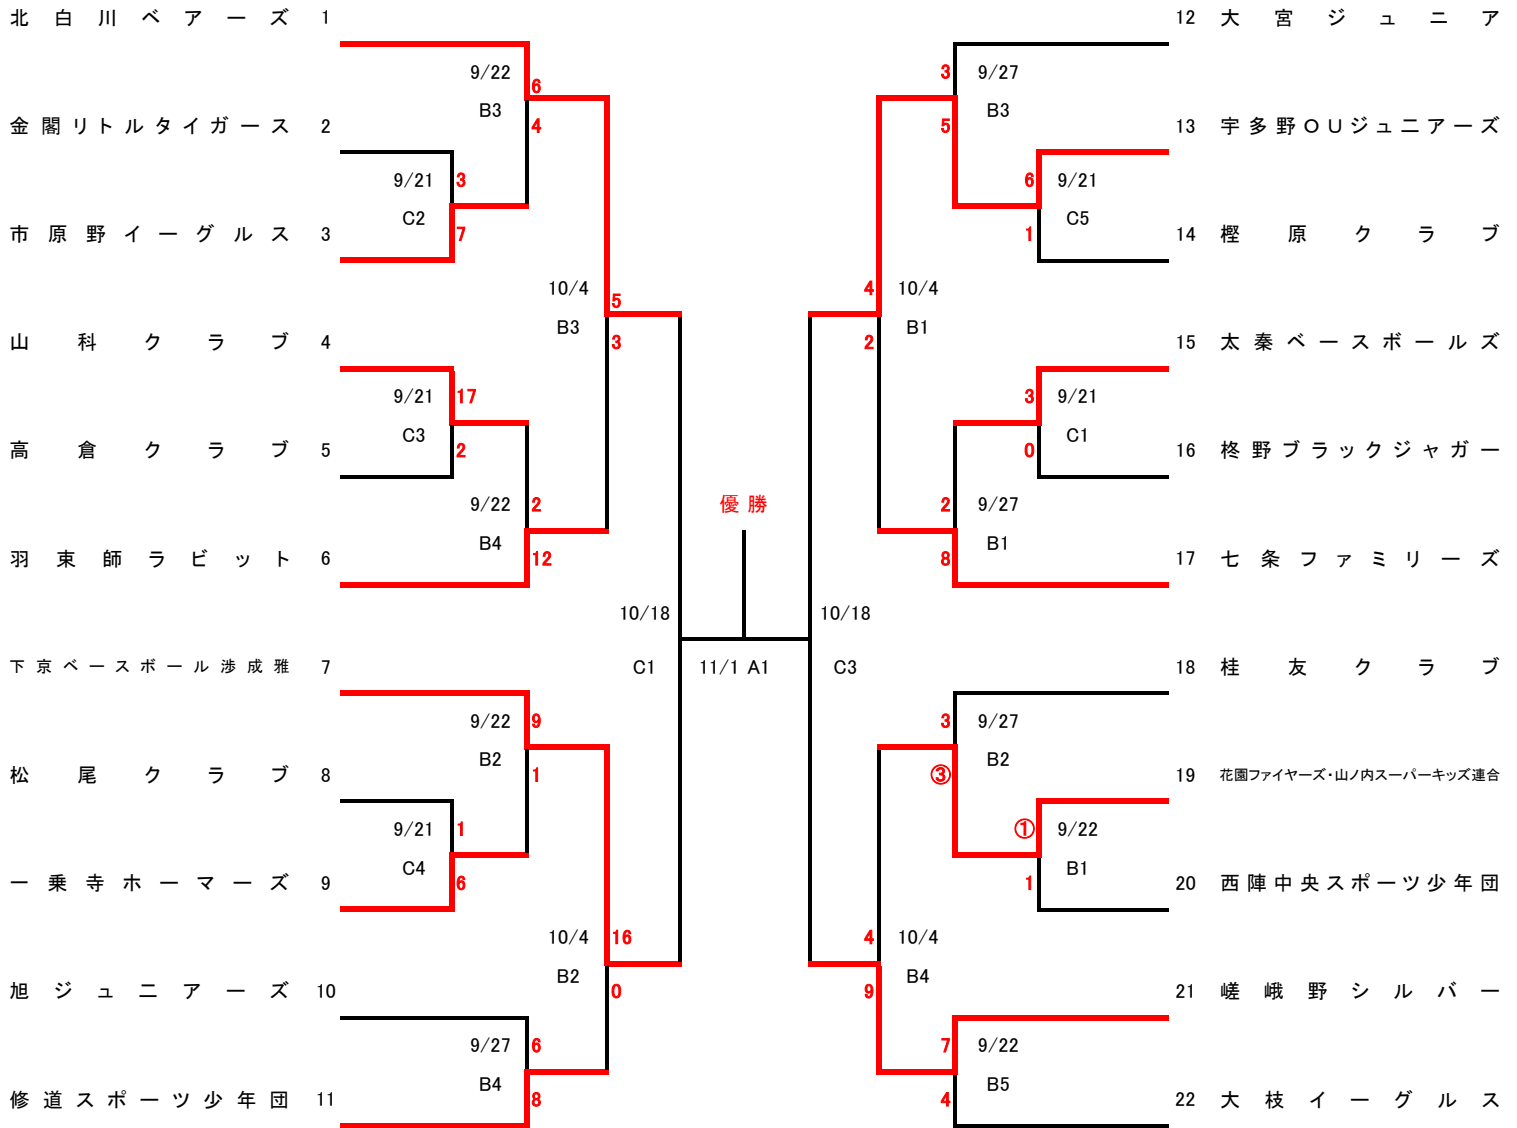 北白川ベアーズ 1
12 大宮ジュニア
9/22
6
3
9/27
B3
B3
金閣リトルタイガース 2
4
5
13 宇多野OUジュニアーズ
9/21
3
6
9/21
C2
C5
市原野イーグルス 3
7
1
14 樫原クラブ
10/4
5
4
10/4
B3
B1
山科クラブ 4
3
2
15 太秦ベースボールズ
9/21
17
3
9/21
C3
C1
高倉クラブ 5
2
0
16 柊野ブラックジャガー
9/22
2
優勝
2
9/27
B4
B1
羽束師ラビット 6
12
8
17 七条ファミリーズ
10/18
10/18
下京ベースボール渉成雅 7
C1
11/1 A1
C3
18 桂友クラブ
9/22
9
3
9/27
B2
B2
松尾クラブ 8
1
③
19 花園ファイヤーズ・山ノ内スーパーキッズ連合
9/21
1
①
9/22
C4
B1
一乗寺ホーマーズ 9
6
1
20 西陣中央スポーツ少年団
10/4
16
4
10/4
B2
B4
旭ジュニアーズ 10
0
9
21 嵯峨野シルバー
9/27
6
7
9/22
B4
B5
修道スポーツ少年団 11
8
4
22 大枝イーグルス